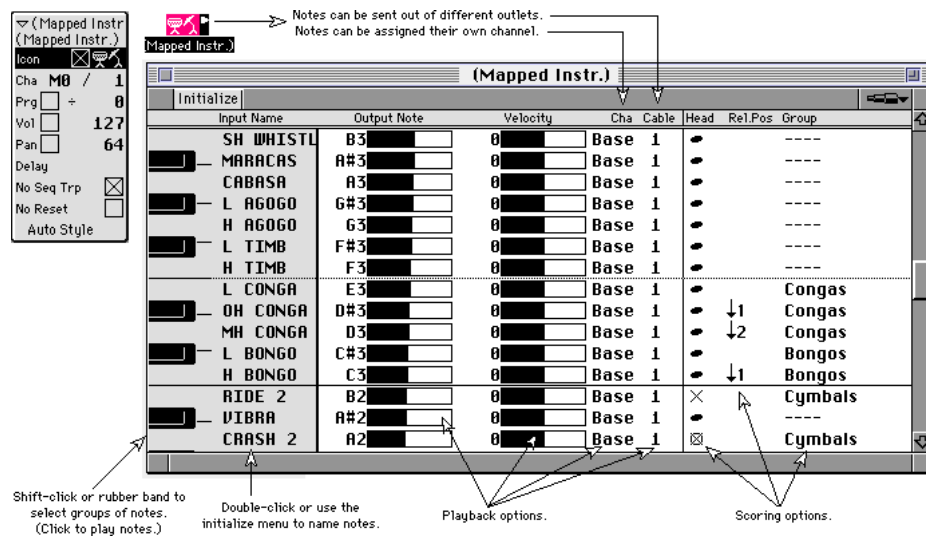 Notes can be sent out of different outlets.
Notes can be assigned their own channel.
(Mapped Instr
(Mapped Instr.)
Icon
Cha M0 / 1
Prg ÷ 0
Vol 127
Pan 64
Delay
No Seq Trp
No Reset
Auto Style
(Mapped Instr.)
(Mapped Instr.)
Initialize
Input Name Output Note Velocity Cha Cable Head Rel.Pos Group
SH WHISTL B3 0 Base 1 ----
MARACAS A#3 0 Base 1 ----
CABASA A3 0 Base 1 ----
L AGOGO G#3 0 Base 1 ----
H AGOGO G3 0 Base 1 ----
L TIMB F#3 0 Base 1 ----
H TIMB F3 0 Base 1 ----
L CONGA E3 0 Base 1 Congas
OH CONGA D#3 0 Base 1 ↓1 Congas
MH CONGA D3 0 Base 1 ↓2 Congas
L BONGO C#3 0 Base 1 Bongos
H BONGO C3 0 Base 1 ↓1 Bongos
RIDE 2 B2 0 Base 1 Cymbals
VIBRA A#2 0 Base 1 ----
CRASH 2 A2 0 Base 1 Cymbals
Shift-click or rubber band to
select groups of notes.
(Click to play notes.)
Double-click or use the
initialize menu to name notes.
Playback options.
Scoring options.